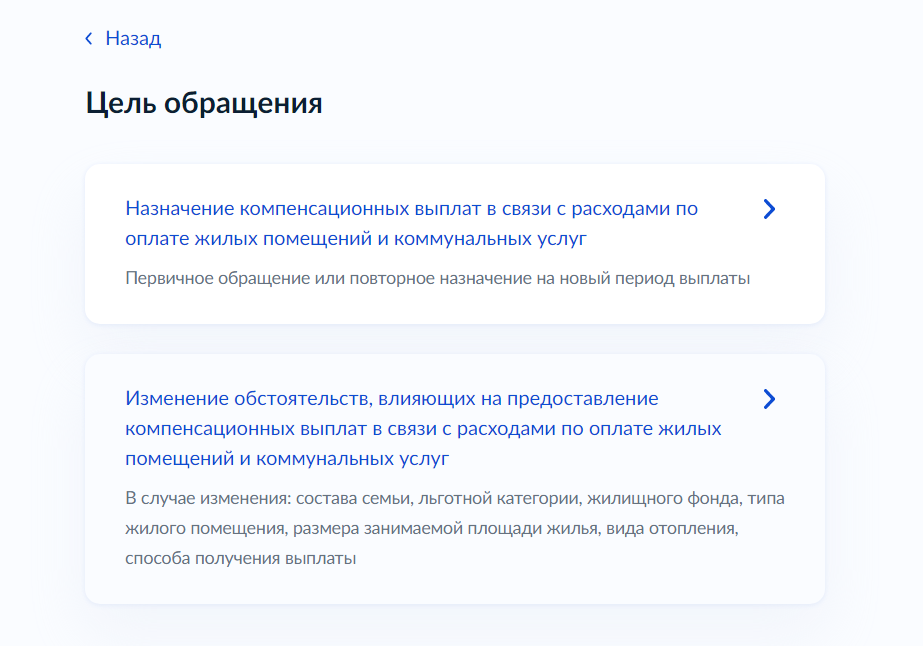 Назад
Цель обращения
Назначение компенсационных выплат в связи с расходами по
оплате жилых помещений и коммунальных услуг
Первичное обращение или повторное назначение на новый период выплаты
Изменение обстоятельств, влияющих на предоставление
компенсационных выплат в связи с расходами по оплате жилых
помещений и коммунальных услуг
В случае изменения: состава семьи, льготной категории, жилищного фонда, типа
жилого помещения, размера занимаемой площади жилья, вида отопления,
способа получения выплаты